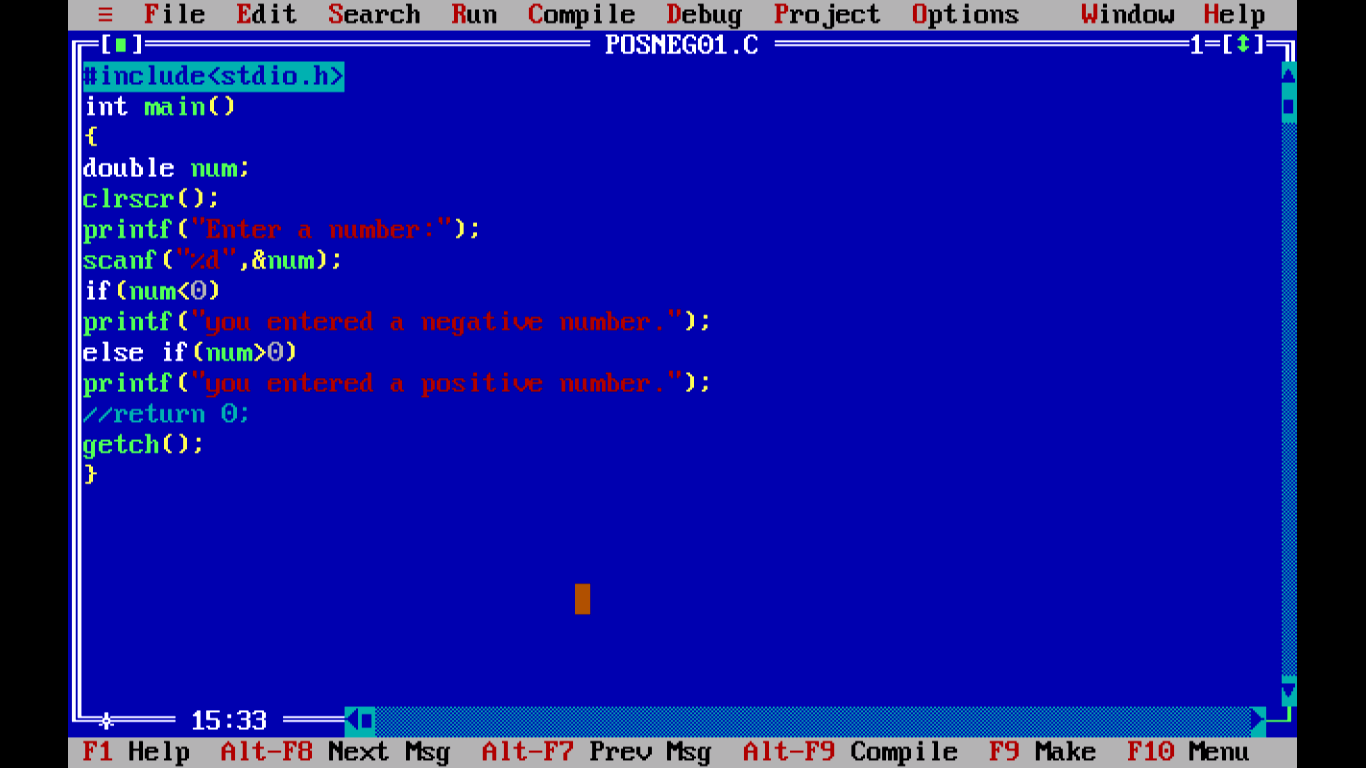 ≡ File Edit Search Run Compile Debug Project Options Window Help
[■] POSNEG01.C 1=[↕]
#include<stdio.h>
int main()
{
double num;
clrscr();
printf("Enter a number:");
scanf("%d",&num);
if(num<0)
printf("you entered a negative number.");
else if(num>0)
printf("you entered a positive number.");
//return 0;
getch();
}
15:33
F1 Help Alt-F8 Next Msg Alt-F7 Prev Msg Alt-F9 Compile F9 Make F10 Menu